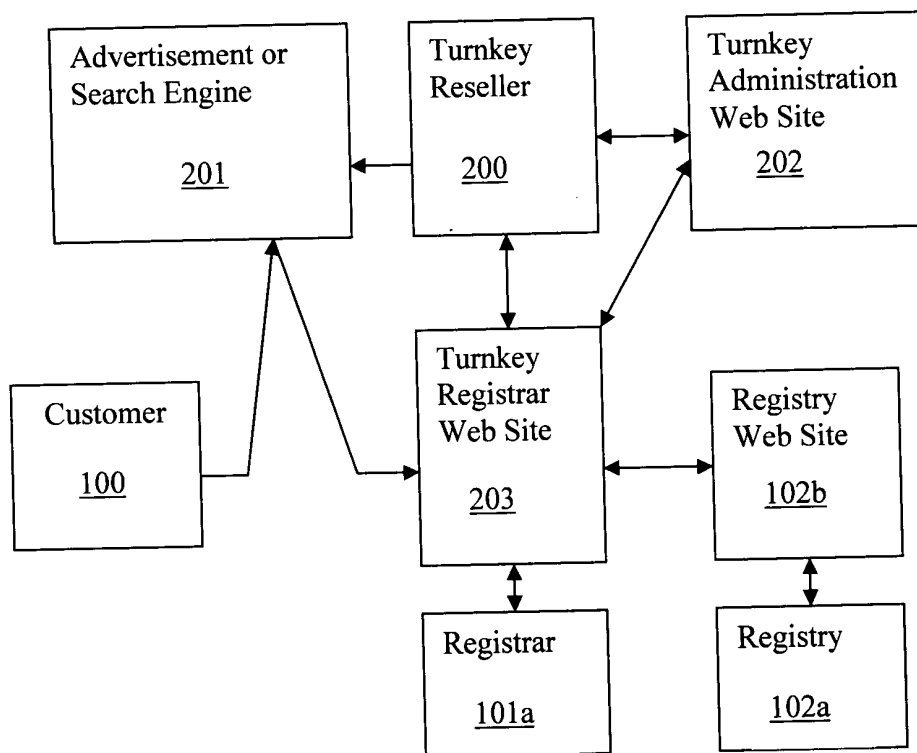 Advertisement or
Search Engine
201
Turnkey
Reseller
200
Turnkey
Administration
Web Site
202
Customer
100
Turnkey
Registrar
Web Site
203
Registry
Web Site
102b
Registrar
101a
Registry
102a